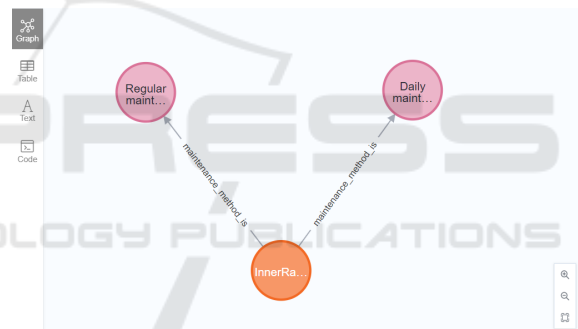 Graph
Table
Text
Code
Regular
maint...
Daily
maint...
maintenance_method_is
maintenance_method_is
InnerRa...
PRESS
OLOGY PUBLICATIONS